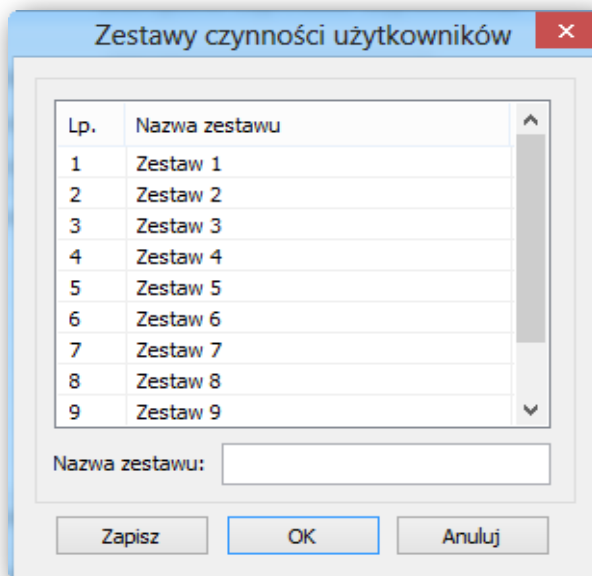 Zestawy czynności użytkowników
Lp. Nazwa zestawu
1 Zestaw 1
2 Zestaw 2
3 Zestaw 3
4 Zestaw 4
5 Zestaw 5
6 Zestaw 6
7 Zestaw 7
8 Zestaw 8
9 Zestaw 9
Nazwa zestawu:
Zapisz OK Anuluj